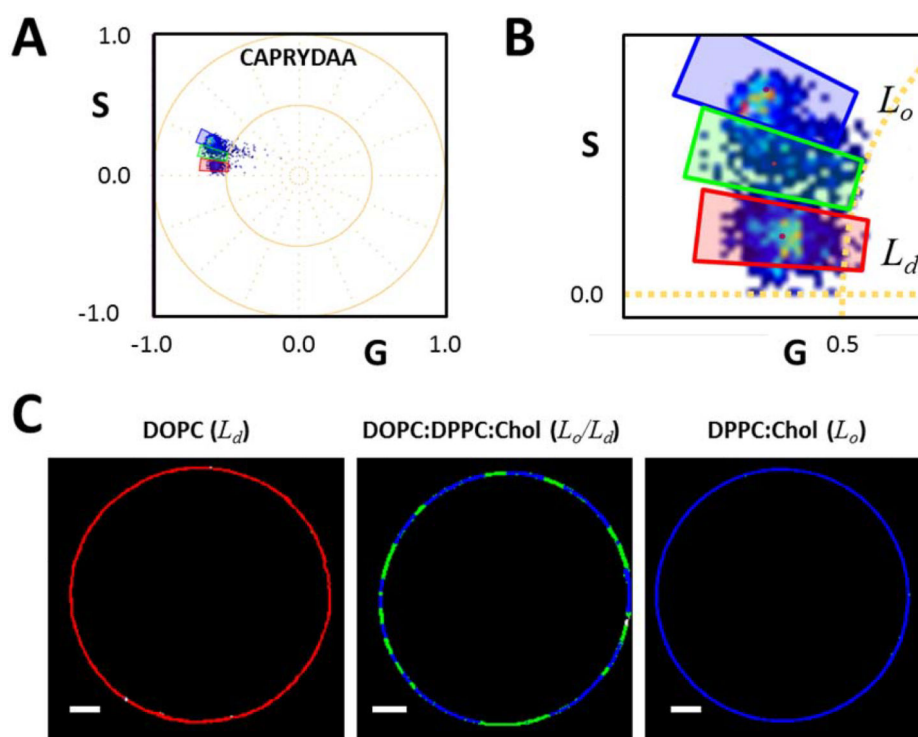 A
1.0
CAPRYDAA
S
0.0
-1.0
-1.0
0.0
G
1.0
B
S
Lo
Ld
0.0
G
0.5
C
DOPC (Ld)
DOPC:DPPC:Chol (Lo/Ld)
DPPC:Chol (Lo)